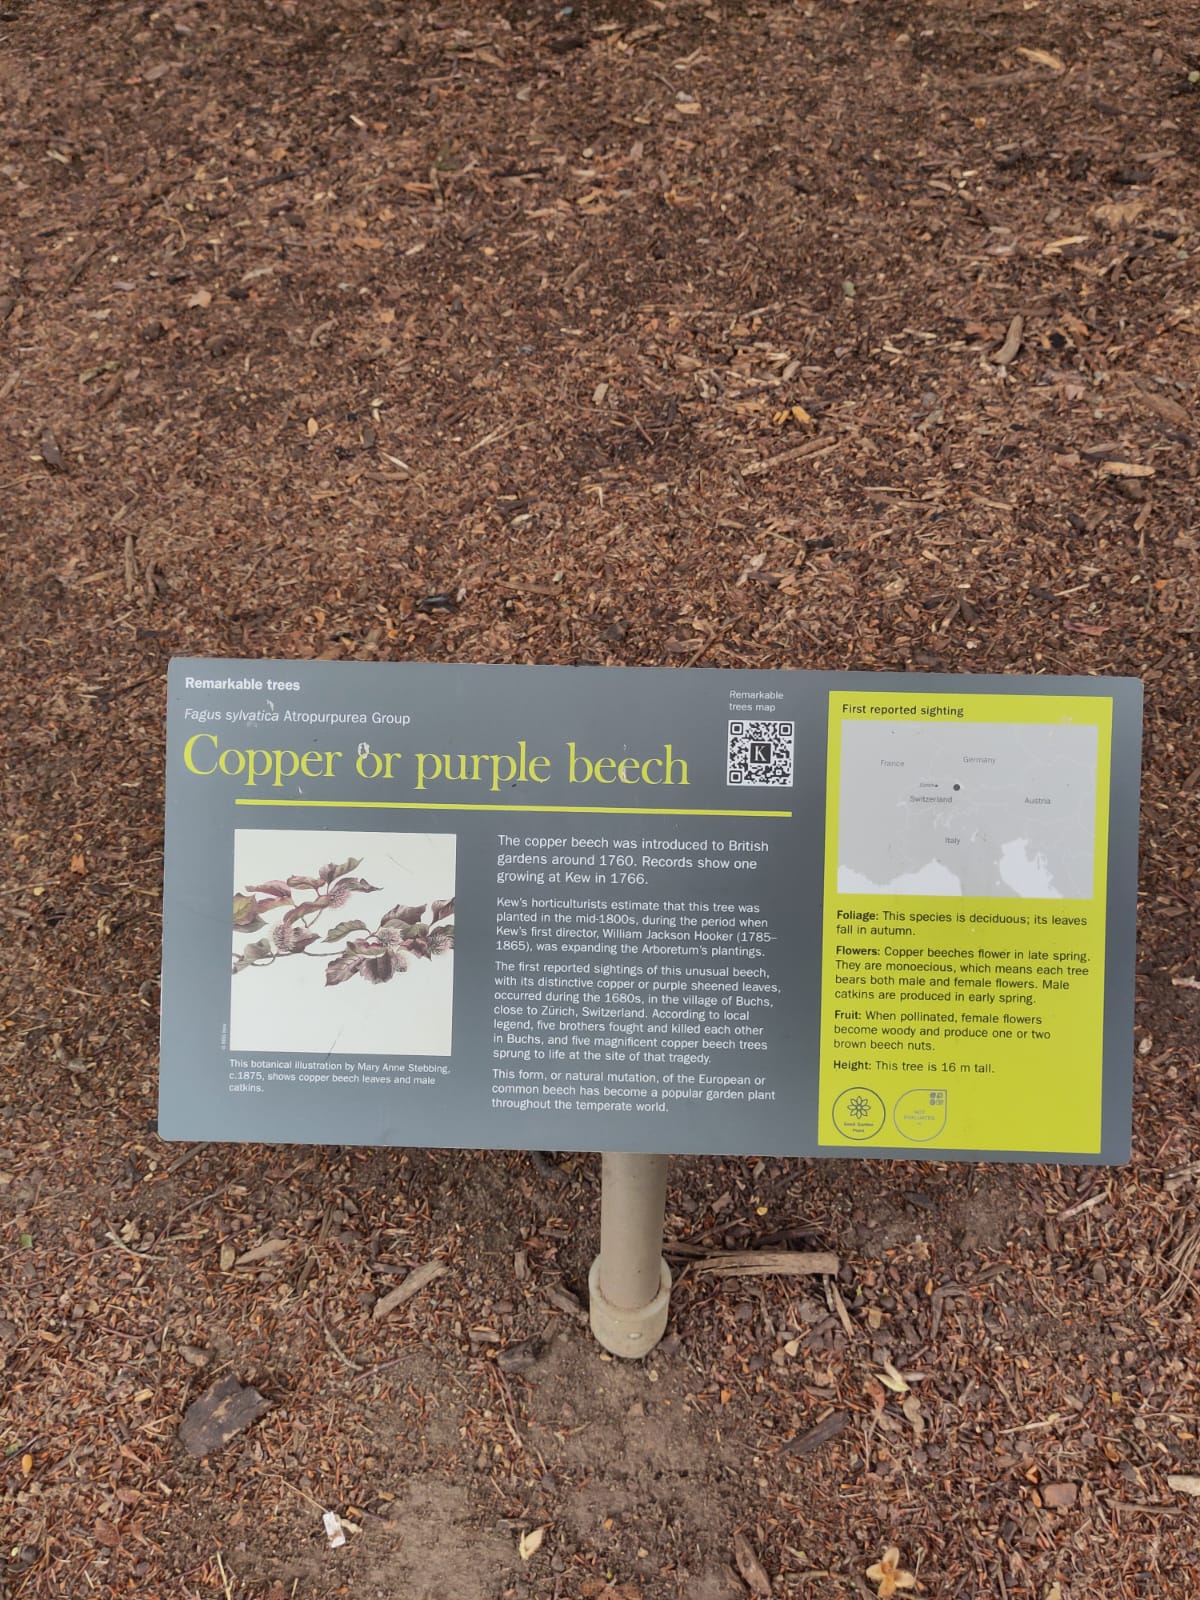 Remarkable trees
Fagus sylvatica Atropurpurea Group
Copper or purple beech
Remarkable
trees map
K
The copper beech was introduced to British
gardens around 1760. Records show one
growing at Kew in 1766.
Kew's horticulturists estimate that this tree was
planted in the mid-1800s, during the period when
Kew's first director, William Jackson Hooker (1785–
1865), was expanding the Arboretum's plantings.
The first reported sightings of this unusual beech,
with its distinctive copper or purple sheened leaves,
occurred during the 1680s, in the village of Buchs,
close to Zürich, Switzerland. According to local
legend, five brothers fought and killed each other
in Buchs, and five magnificent copper beech trees
sprung to life at the site of that tragedy.
This form, or natural mutation, of the European or
common beech has become a popular garden plant
throughout the temperate world.
This botanical illustration by Mary Anne Stebbing,
c.1875, shows copper beech leaves and male
catkins.
First reported sighting
France
Germany
Zürich
Switzerland
Austria
Italy
Foliage: This species is deciduous; its leaves
fall in autumn.
Flowers: Copper beeches flower in late spring.
They are monoecious, which means each tree
bears both male and female flowers. Male
catkins are produced in early spring.
Fruit: When pollinated, female flowers
become woody and produce one or two
brown beech nuts.
Height: This tree is 16 m tall.
Good Garden
Plant
NOT
EVALUATED